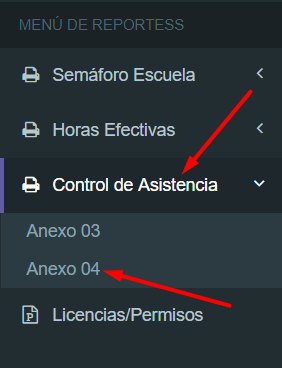 MENÚ DE REPORTESS
Semáforo Escuela
Horas Efectivas
Control de Asistencia
Anexo 03
Anexo 04
Licencias/Permisos